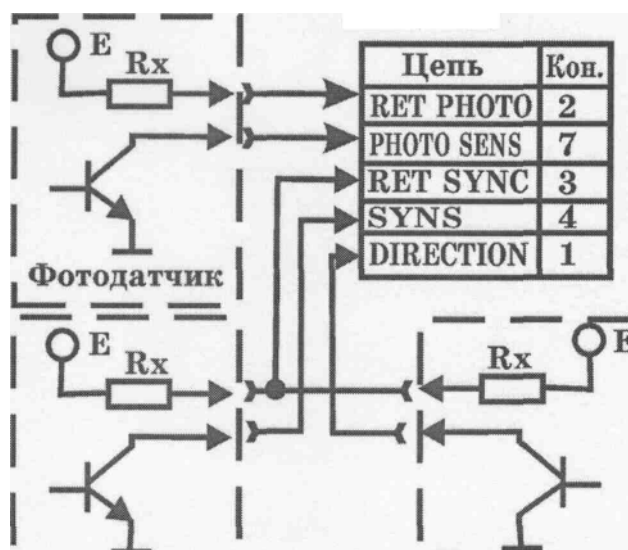 E
Rx
Цепь Кон.
RET PHOTO 2
PHOTO SENS 7
RET SYNC 3
SYNS 4
DIRECTION 1
Фотодатчик
E
Rx
Rx
E